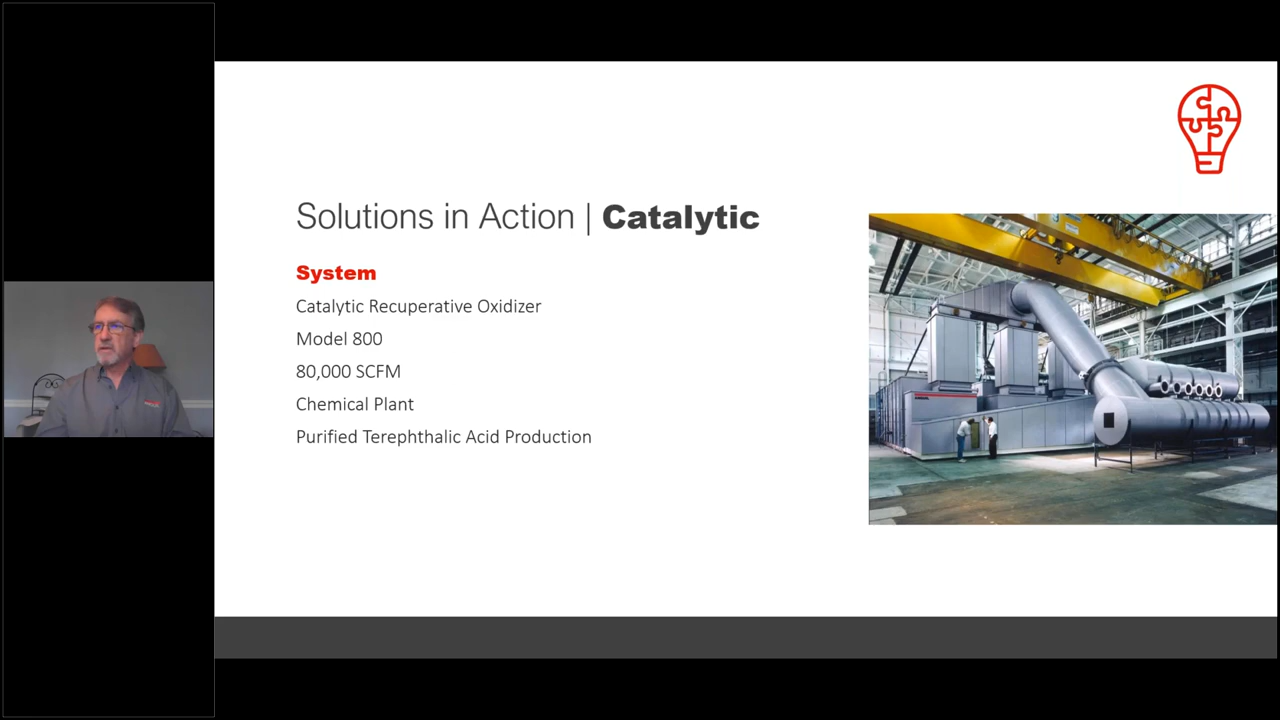 Solutions in Action | Catalytic
System
Catalytic Recuperative Oxidizer
Model 800
80,000 SCFM
Chemical Plant
Purified Terephthalic Acid Production